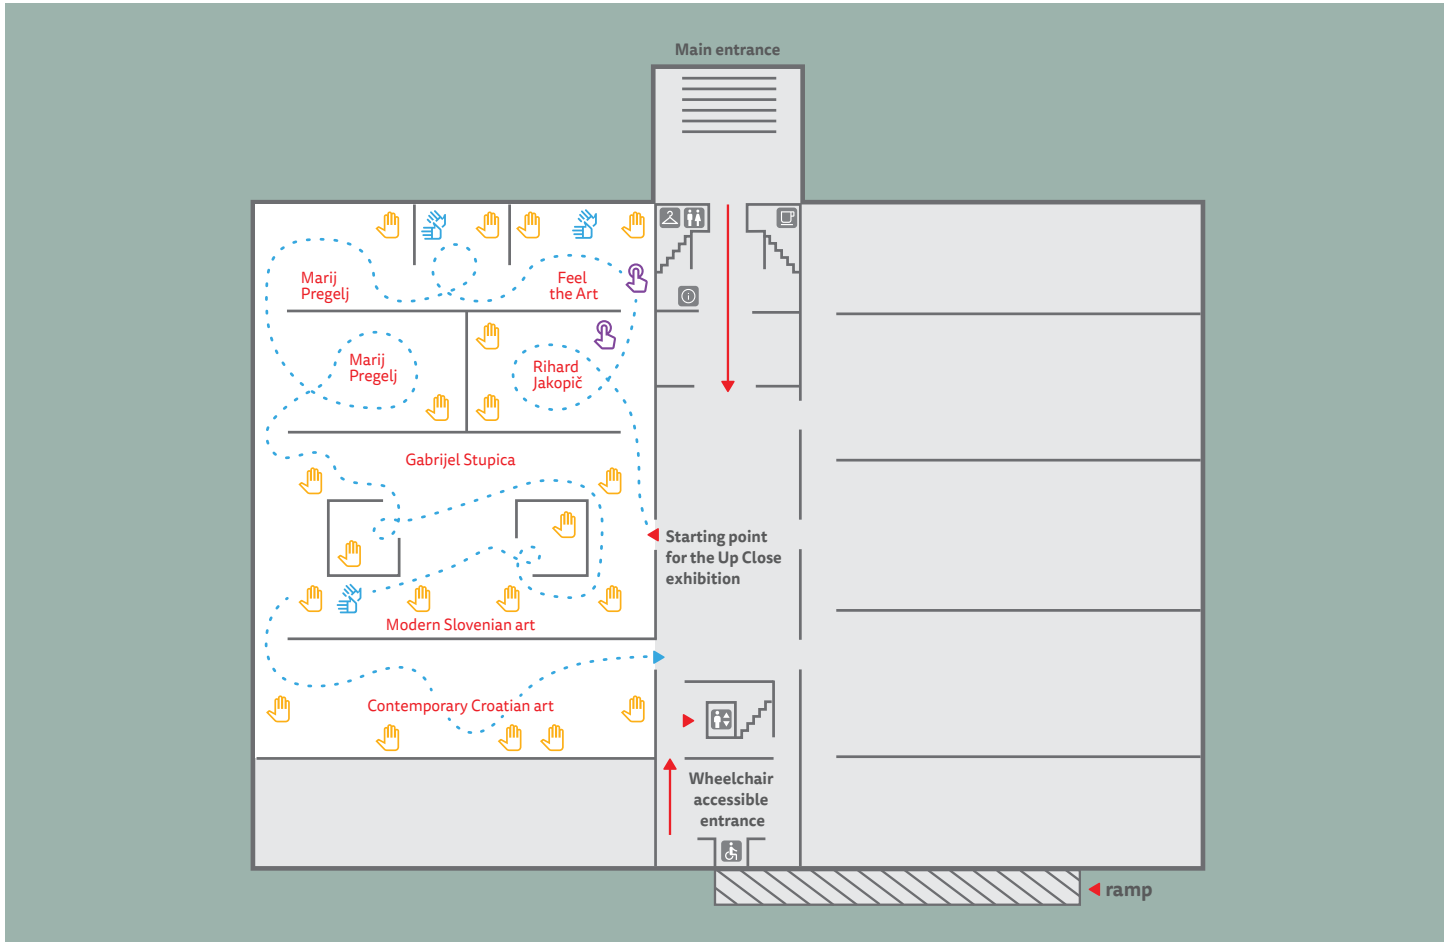 Main entrance
Marij
Pregelj
Feel
the Art
Marij
Pregelj
Rihard
Jakopič
Gabrijel Stupica
Starting point
for the Up Close
exhibition
Modern Slovenian art
Contemporary Croatian art
Wheelchair
accessible
entrance
ramp